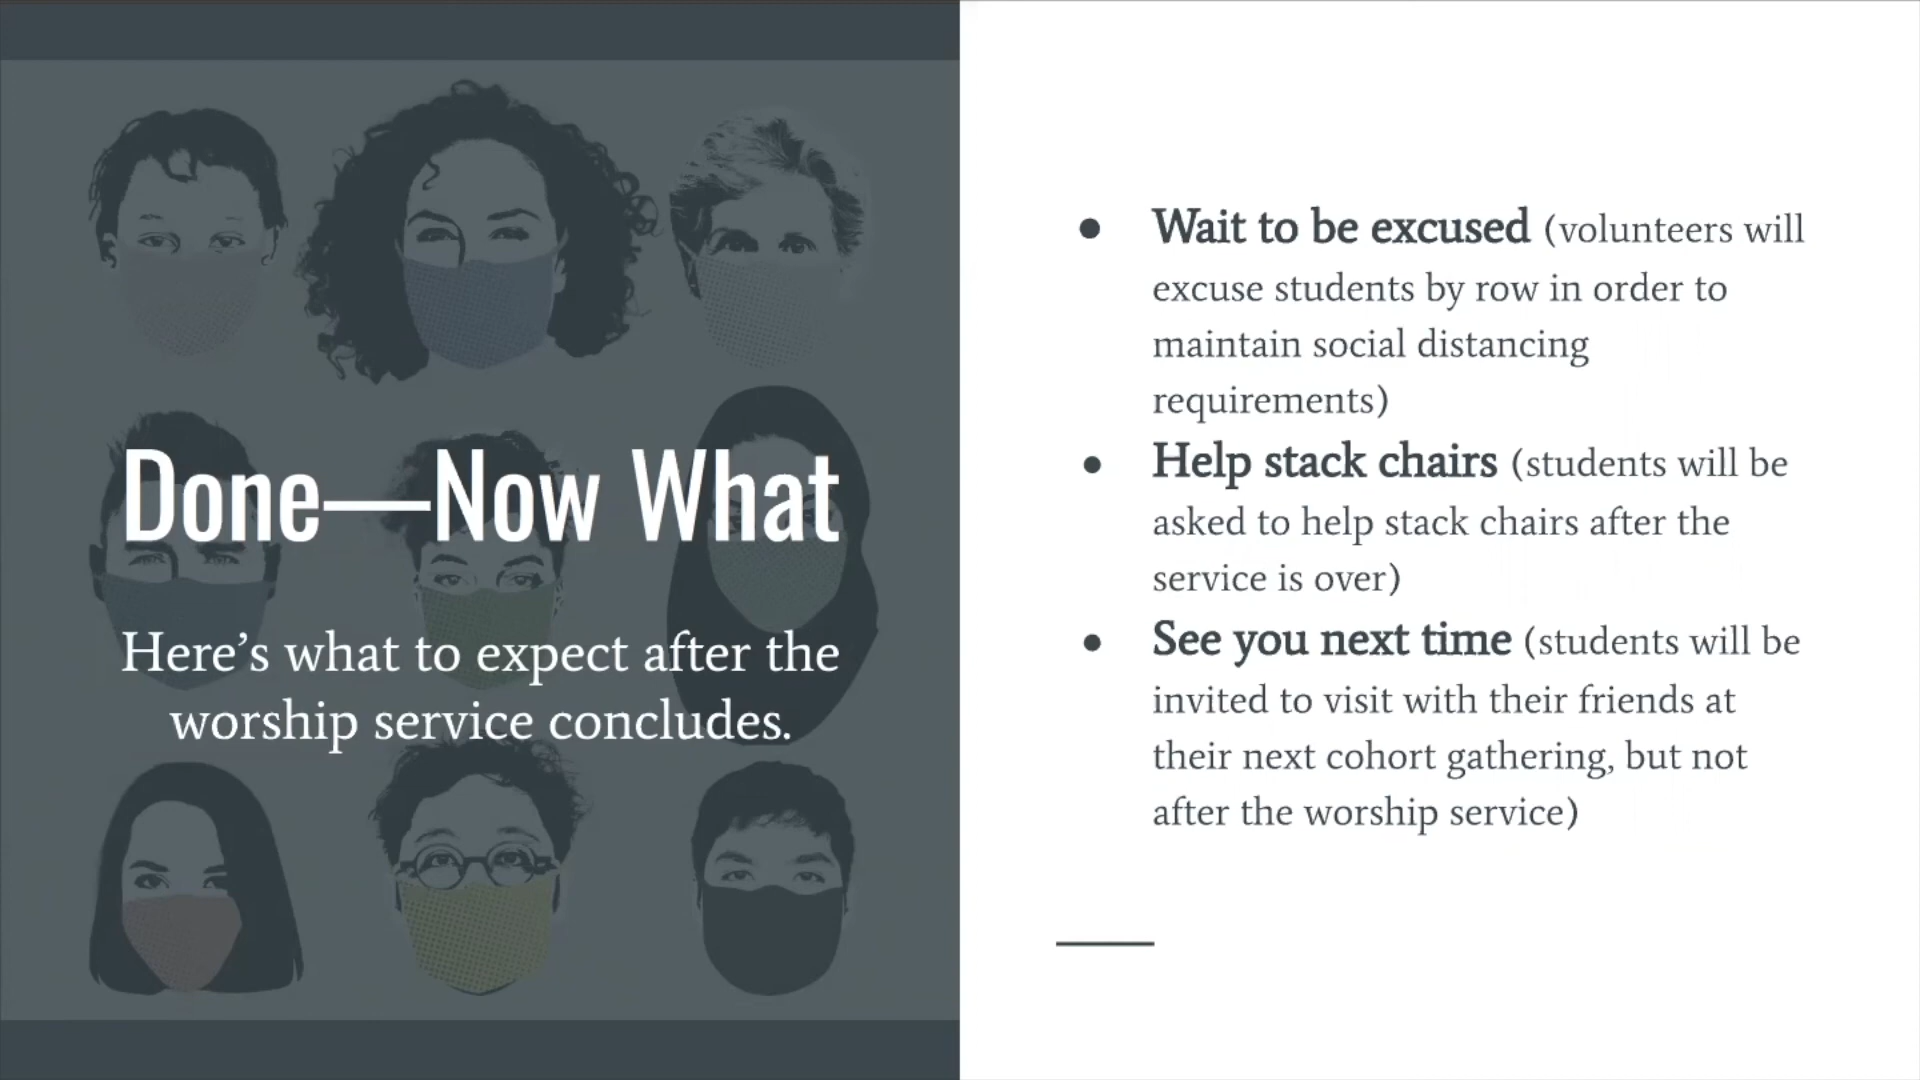 Done—Now What
Here’s what to expect after the
worship service concludes.
● Wait to be excused (volunteers will
excuse students by row in order to
maintain social distancing
requirements)
● Help stack chairs (students will be
asked to help stack chairs after the
service is over)
● See you next time (students will be
invited to visit with their friends at
their next cohort gathering, but not
after the worship service)